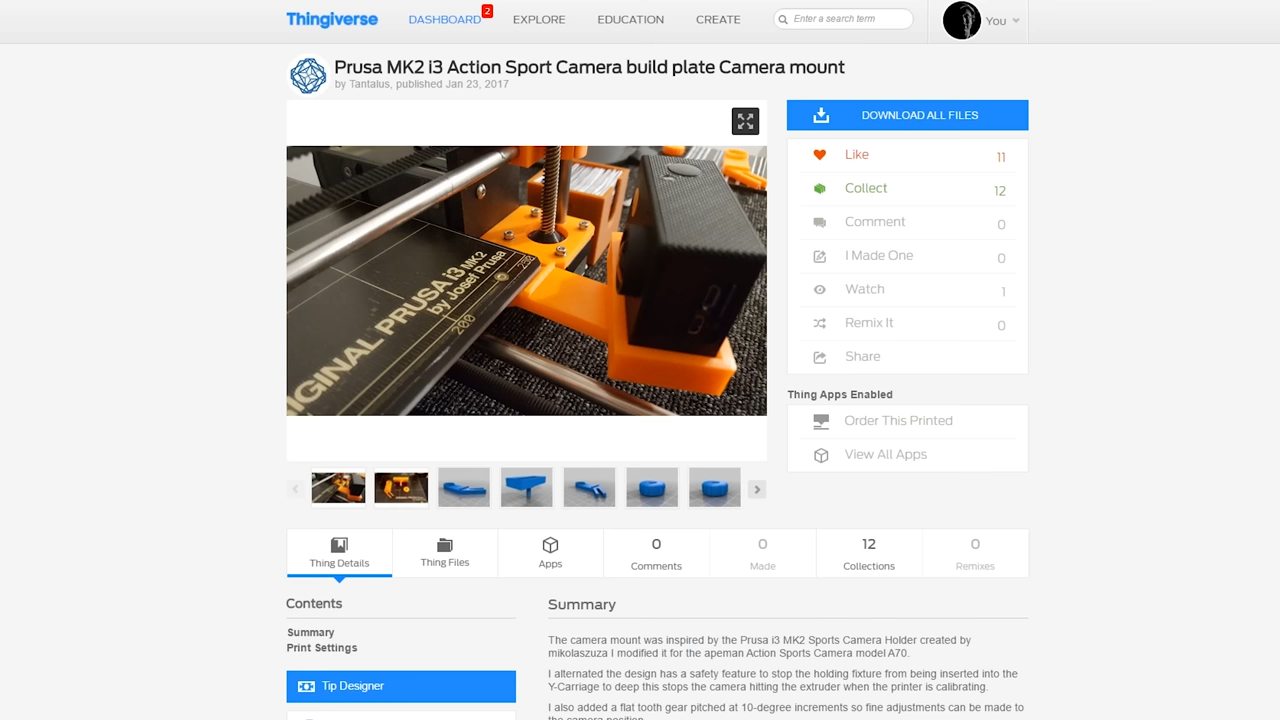 Thingiverse
DASHBOARD
2
EXPLORE
EDUCATION
CREATE
Enter a search term
You
Prusa MK2 i3 Action Sport Camera build plate Camera mount
by Tantalus, published Jan 23, 2017
ORIGINAL PRUSA i3 MK2
by Josef Prusa
200
250
DOWNLOAD ALL FILES
Like 11
Collect 12
Comment 0
I Made One 0
Watch 1
Remix It 0
Share
Thing Apps Enabled
Order This Printed
View All Apps
Thing Details
Thing Files
Apps
0 Comments
0 Made
12 Collections
0 Remixes
Contents
Summary
Print Settings
Tip Designer
Summary
The camera mount was inspired by the Prusa i3 MK2 Sports Camera Holder created by
mikolaszuza I modified it for the apeman Action Sports Camera model A70.
I alternated the design has a safety feature to stop the holding fixture from being inserted into the
Y-Carriage to deep this stops the camera hitting the extruder when the printer is calibrating.
I also added a flat tooth gear pitched at 10-degree increments so fine adjustments can be made to
the camera position.